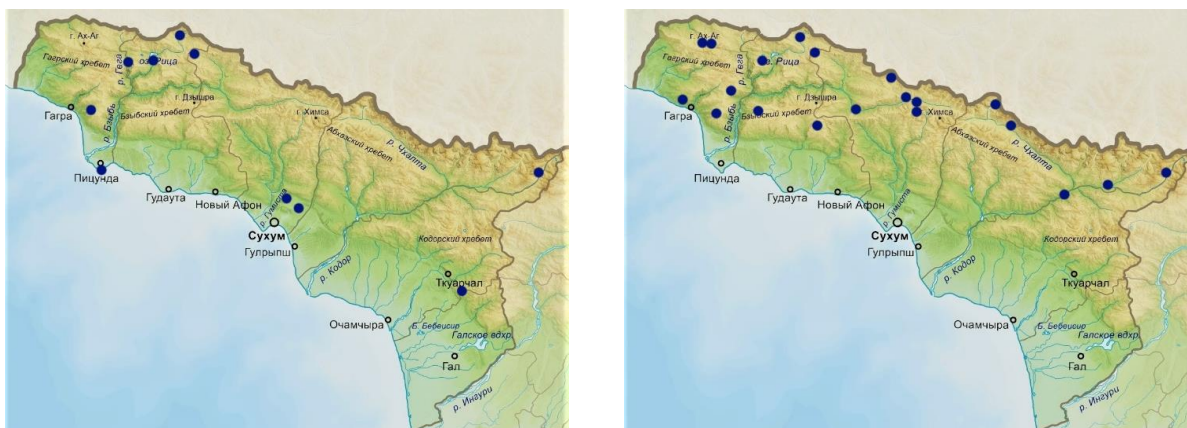 г. Ах-Аг
Гагрский хребет
р. Гега
оз. Рица
г. Дзышра
Гагра
р. Бзыбь
Бзыбский хребет
г. Химса
Абхазский хребет
р. Чхалта
Пицунда
Гудаута
Новый Афон
р. Гумиста
Сухум
Гулрыпш
Кодорский хребет
р. Кодор
Ткуарчал
Очамчыра
Б. Бебеисир
Галское вдхр.
Гал
р. Ингури
г. Ах-Аг
Гагрский хребет
р. Гега
Рица
г. Дзышра
Гагра
р. Бзыбь
Бзыбский хребет
Химса
Абхазский хребет
р. Чхалта
Пицунда
Гудаута
Новый Афон
р. Гумиста
Сухум
Гулрыпш
Кодорский хребет
р. Кодор
Ткуарчал
Очамчыра
Б. Бебеисир
Галское вдхр.
Гал
р. Ингури